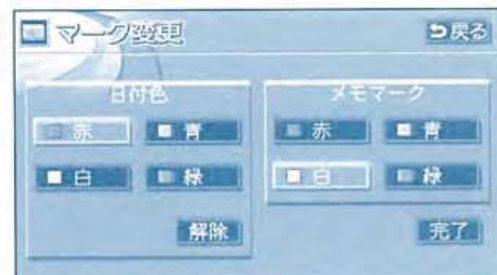 マーク変更
戻る
日付色
メモマーク
赤 青
赤 青
白 緑
白 緑
解除
完了